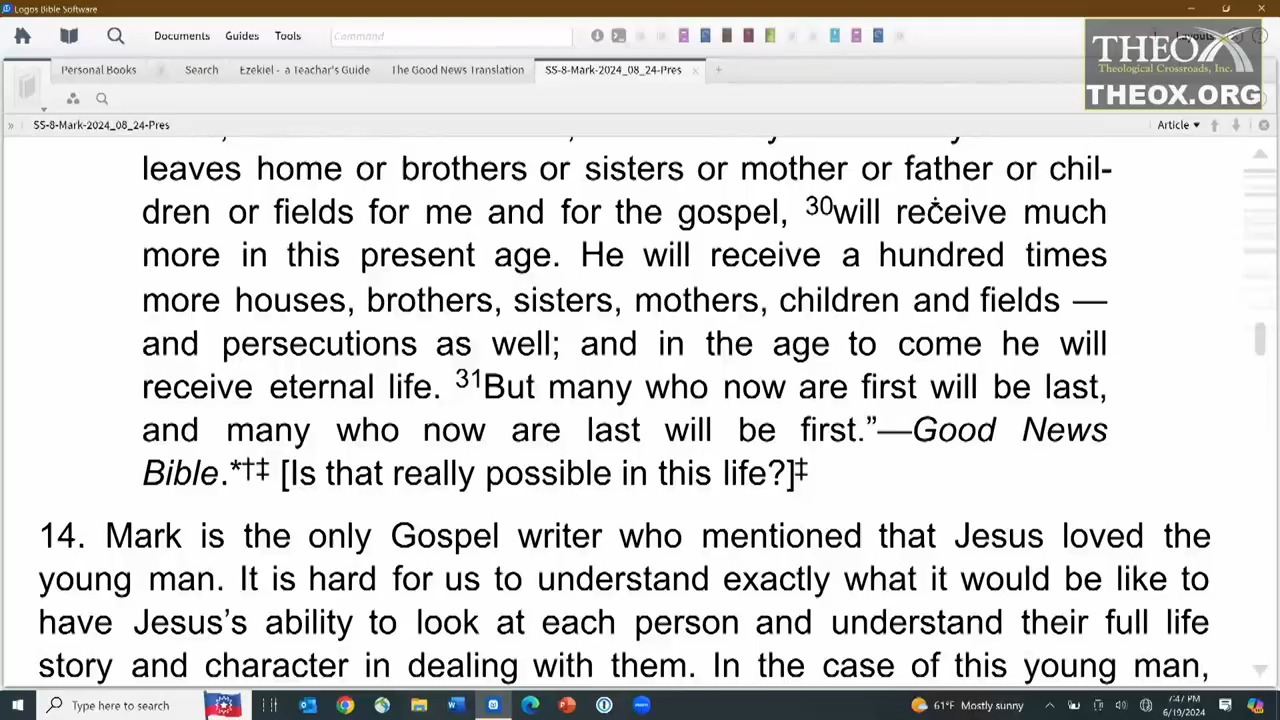 Logos Bible Software
Documents Guides Tools Command Layouts
THEOX
Theological Crossroads, Inc.
THEOX.ORG
Personal Books Search Ezekiel - a Teacher's Guide SS-8-Mark-2024_08_24-Pres
SS-8-Mark-2024_08_24-Pres Article
leaves home or brothers or sisters or mother or father or chil-
dren or fields for me and for the gospel, 30will receive much
more in this present age. He will receive a hundred times
more houses, brothers, sisters, mothers, children and fields —
and persecutions as well; and in the age to come he will
receive eternal life. 31But many who now are first will be last,
and many who now are last will be first.”—Good News
Bible.*†‡ [Is that really possible in this life?]‡
14. Mark is the only Gospel writer who mentioned that Jesus loved the
young man. It is hard for us to understand exactly what it would be like to
have Jesus’s ability to look at each person and understand their full life
story and character in dealing with them. In the case of this young man,
Type here to search 61°F Mostly sunny 7:47 PM
6/19/2024